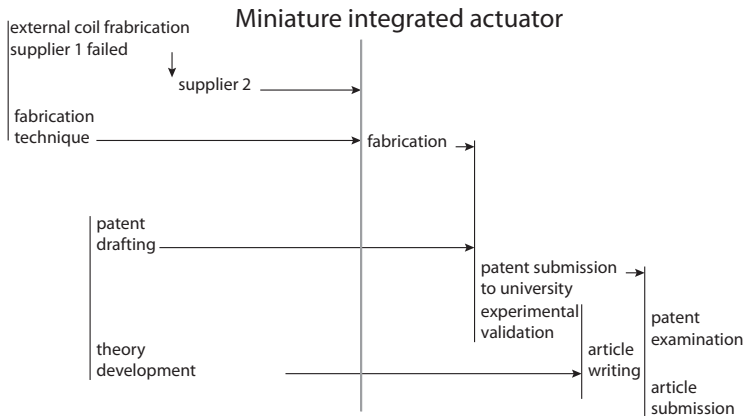 Miniature integrated actuator
external coil frabrication
supplier 1 failed
supplier 2
fabrication
technique
fabrication
patent
drafting
patent submission
to university
experimental
validation
patent
examination
theory
development
article
writing
article
submission